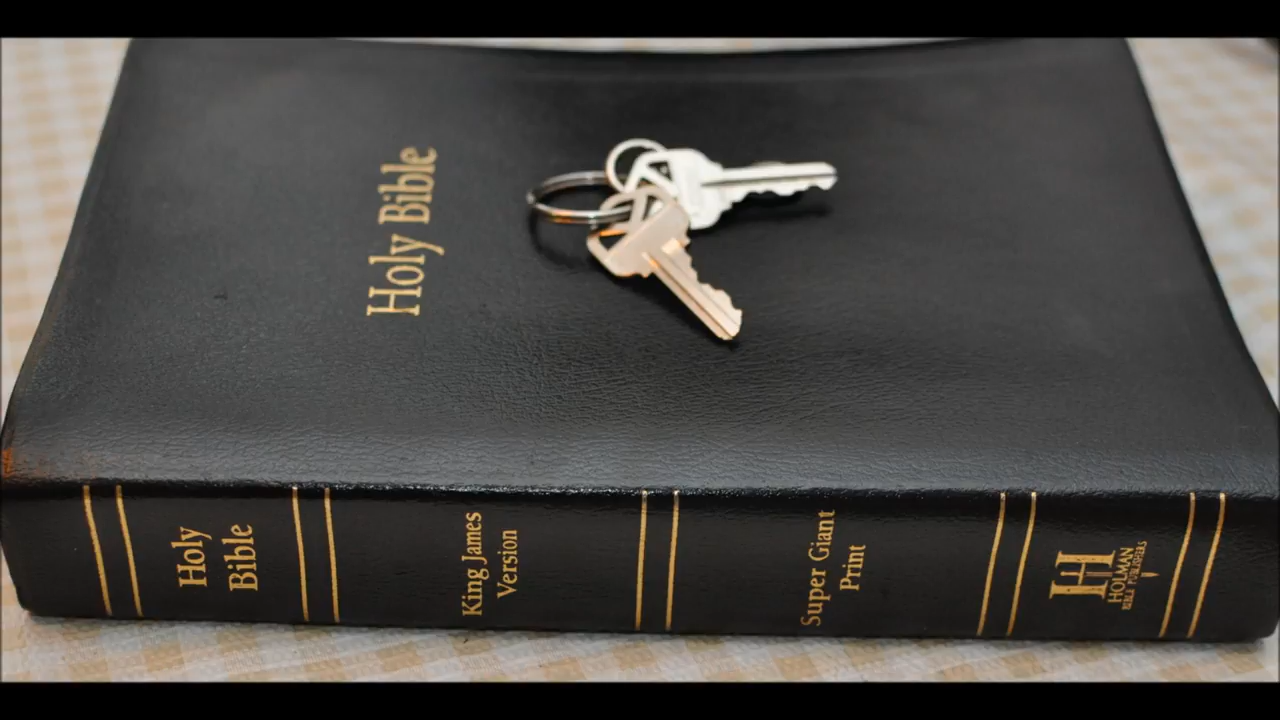 Holy Bible
Holy
Bible
King James
Version
Super Giant
Print
H
HOLMAN
BIBLE PUBLISHERS